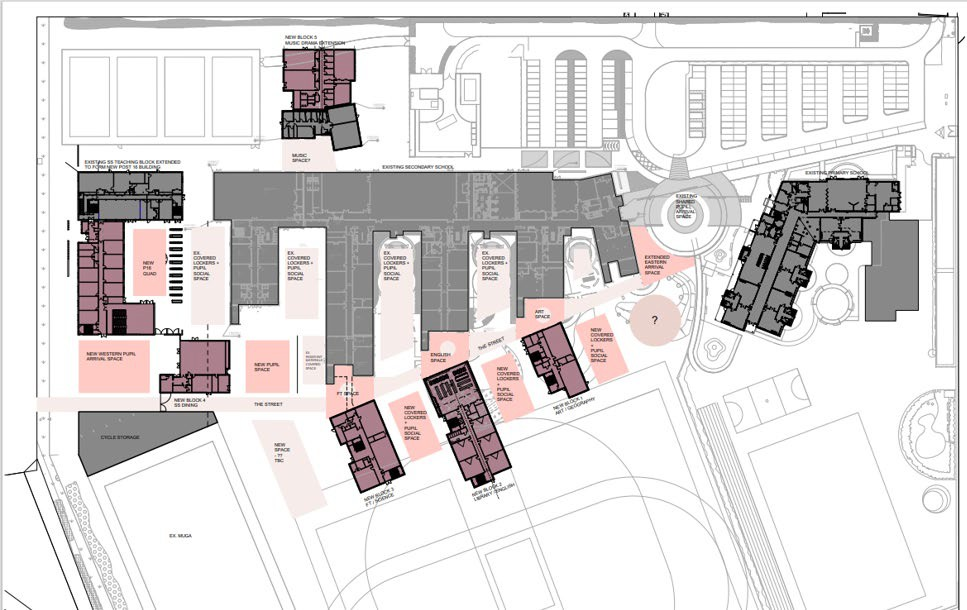 NEW BLOCK 5
MUSIC DRAMA EXTENSION
MUSIC
SPACE?
EXISTING SS TEACHING BLOCK EXTENDED
TO FORM NEW POST 16 BUILDING
EXISTING SECONDARY SCHOOL
EXISTING PRIMARY SCHOOL
EXISTING
SHARED
PUPIL
ARRIVAL
SPACE
NEW
P16
QUAD
EX.
COVERED
LOCKERS +
PUPIL
SOCIAL
SPACE
EX.
COVERED
LOCKERS +
PUPIL
SOCIAL
SPACE
EX.
COVERED
LOCKERS +
PUPIL
SOCIAL
SPACE
EX.
COVERED
LOCKERS +
PUPIL
SOCIAL
SPACE
EXTENDED
EASTERN
ARRIVAL
SPACE
ART
SPACE
?
NEW
COVERED
LOCKERS
+
PUPIL
SOCIAL
SPACE
THE STREET
ENGLISH
SPACE
NEW WESTERN PUPIL
ARRIVAL SPACE
NEW PUPIL
SPACE
NEW
COVERED
LOCKERS
+
PUPIL
SOCIAL
SPACE
FT SPACE
NEW BLOCK 4
SS DINING
THE STREET
NEW BLOCK 1
ART / GEOGRAPHY
NEW
COVERED
LOCKERS
+
PUPIL
SOCIAL
SPACE
CYCLE STORAGE
NEW
SPACE
- ??
TBC
NEW BLOCK 3
FT / SCIENCE
NEW BLOCK 2
LIBRARY / ENGLISH
EX. MUGA